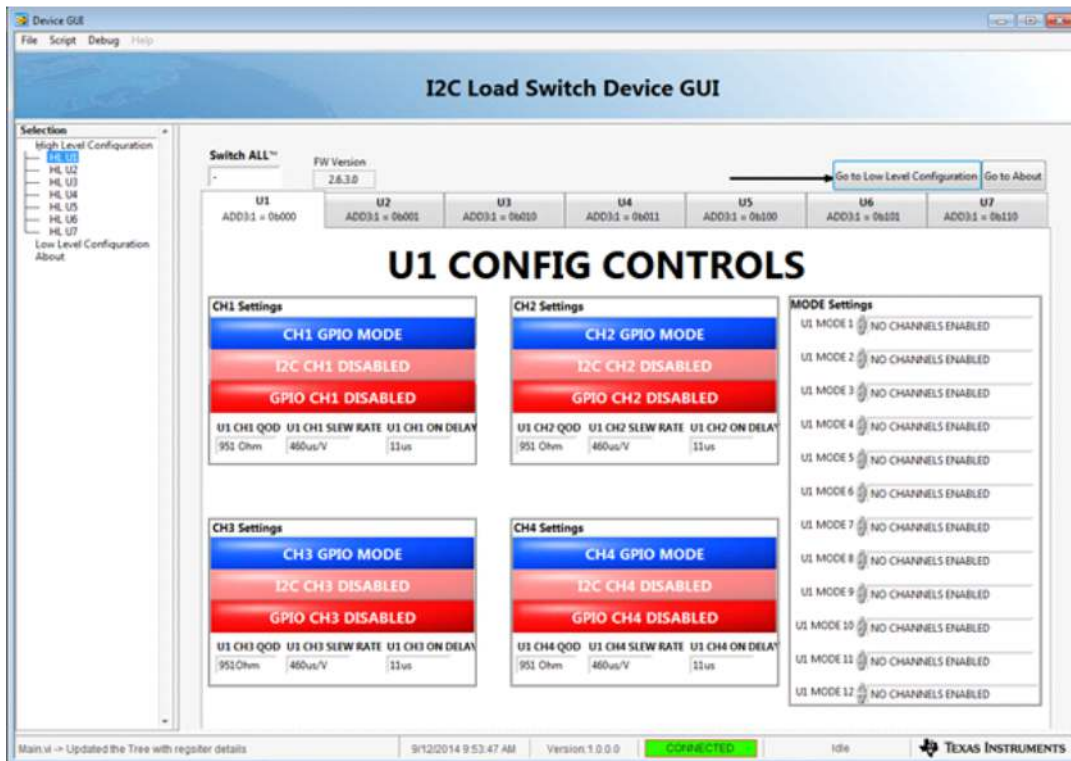 Device GUI
File Script Debug Help
I2C Load Switch Device GUI
Selection
High Level Configuration
HL U1
HL U2
HL U3
HL U4
HL U5
HL U6
HL U7
Low Level Configuration
About
Switch ALL™
-
FW Version
2.6.3.0
Go to Low Level Configuration
Go to About
U1
ADD3:1 = 0b000
U2
ADD3:1 = 0b001
U3
ADD3:1 = 0b010
U4
ADD3:1 = 0b011
U5
ADD3:1 = 0b100
U6
ADD3:1 = 0b101
U7
ADD3:1 = 0b110
U1 CONFIG CONTROLS
CH1 Settings
CH1 GPIO MODE
I2C CH1 DISABLED
GPIO CH1 DISABLED
U1 CH1 QOD U1 CH1 SLEW RATE U1 CH1 ON DELAY
951 Ohm 460us/V 11us
CH2 Settings
CH2 GPIO MODE
I2C CH2 DISABLED
GPIO CH2 DISABLED
U1 CH2 QOD U1 CH2 SLEW RATE U1 CH2 ON DELAY
951 Ohm 460us/V 11us
CH3 Settings
CH3 GPIO MODE
I2C CH3 DISABLED
GPIO CH3 DISABLED
U1 CH3 QOD U1 CH3 SLEW RATE U1 CH3 ON DELAY
951Ohm 460us/V 11us
CH4 Settings
CH4 GPIO MODE
I2C CH4 DISABLED
GPIO CH4 DISABLED
U1 CH4 QOD U1 CH4 SLEW RATE U1 CH4 ON DELAY
951 Ohm 460us/V 11us
MODE Settings
U1 MODE 1 NO CHANNELS ENABLED
U1 MODE 2 NO CHANNELS ENABLED
U1 MODE 3 NO CHANNELS ENABLED
U1 MODE 4 NO CHANNELS ENABLED
U1 MODE 5 NO CHANNELS ENABLED
U1 MODE 6 NO CHANNELS ENABLED
U1 MODE 7 NO CHANNELS ENABLED
U1 MODE 8 NO CHANNELS ENABLED
U1 MODE 9 NO CHANNELS ENABLED
U1 MODE 10 NO CHANNELS ENABLED
U1 MODE 11 NO CHANNELS ENABLED
U1 MODE 12 NO CHANNELS ENABLED
Main.vi -> Updated the Tree with regsiter details
9/12/2014 9:53:47 AM
Version:1.0.0.0
CONNECTED
Idle
TEXAS INSTRUMENTS